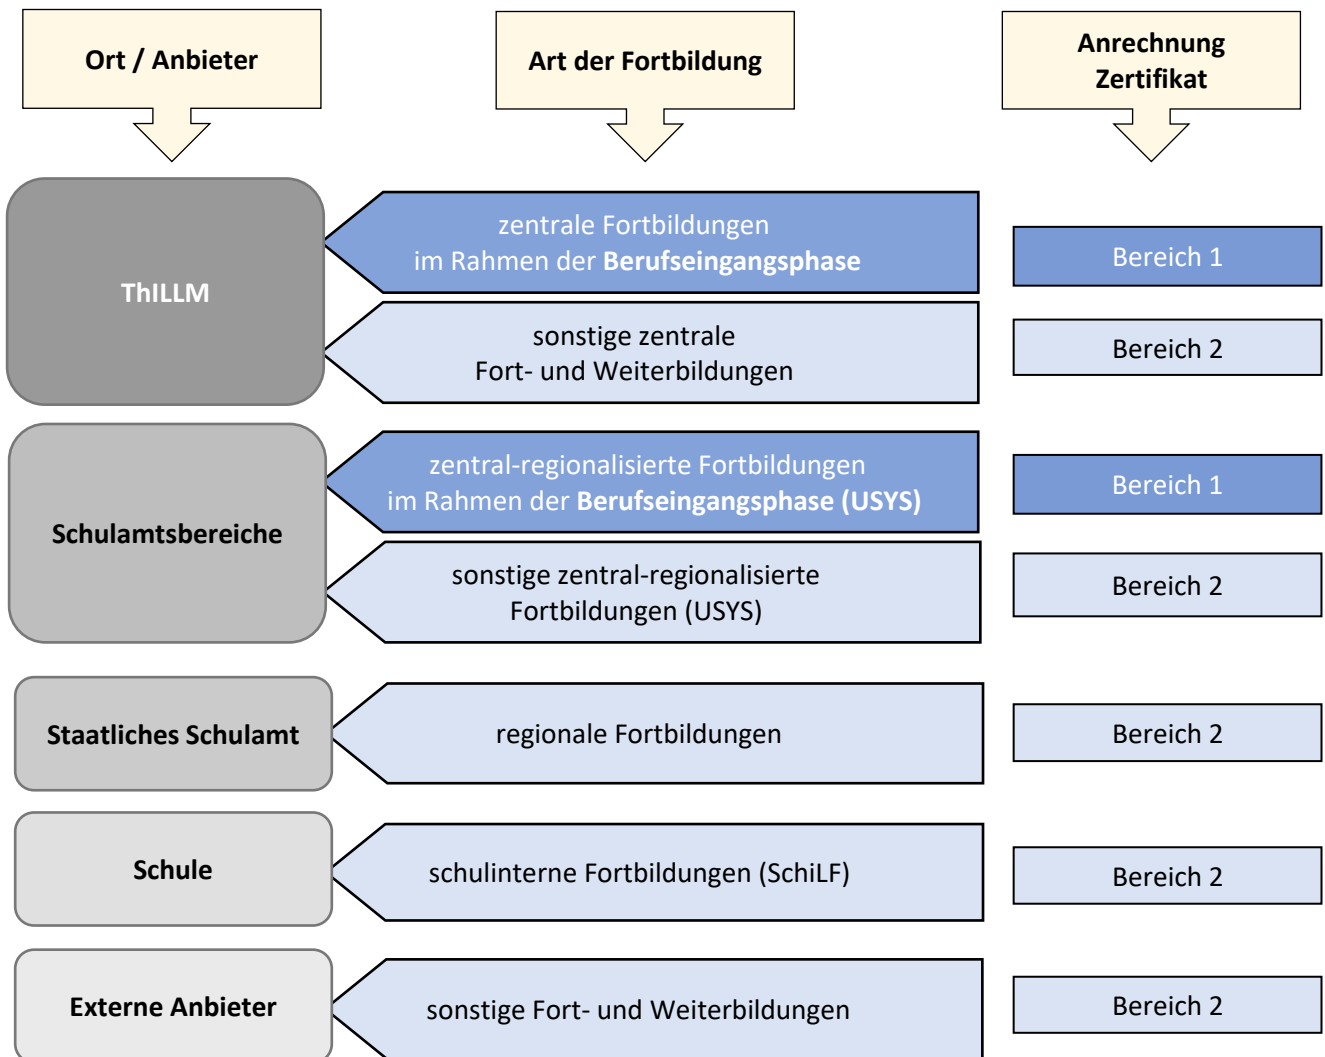 Ort / Anbieter
Art der Fortbildung
Anrechnung
Zertifikat
ThILLM
zentrale Fortbildungen
im Rahmen der Berufseingangsphase
Bereich 1
sonstige zentrale
Fort- und Weiterbildungen
Bereich 2
Schulamtsbereiche
zentral-regionalisierte Fortbildungen
im Rahmen der Berufseingangsphase (USYS)
Bereich 1
sonstige zentral-regionalisierte
Fortbildungen (USYS)
Bereich 2
Staatliches Schulamt
regionale Fortbildungen
Bereich 2
Schule
schulinterne Fortbildungen (SchiLF)
Bereich 2
Externe Anbieter
sonstige Fort- und Weiterbildungen
Bereich 2